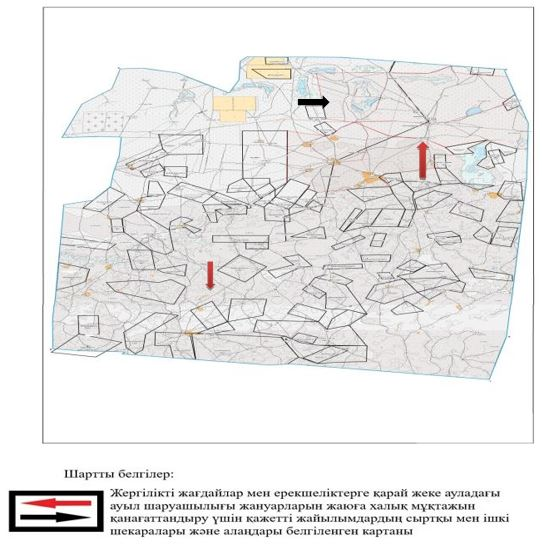 Шартты белгілер:
Жергілікті жағдайлар мен ерекшеліктерге қарай жеке ауладағы
ауыл шаруашылығы жануарларын жаюға халық мұқтажын
қанағаттандыру үшін қажетті жайылымдардың сыртқы мен ішкі
шекаралары және алаңдары белгіленген картаны